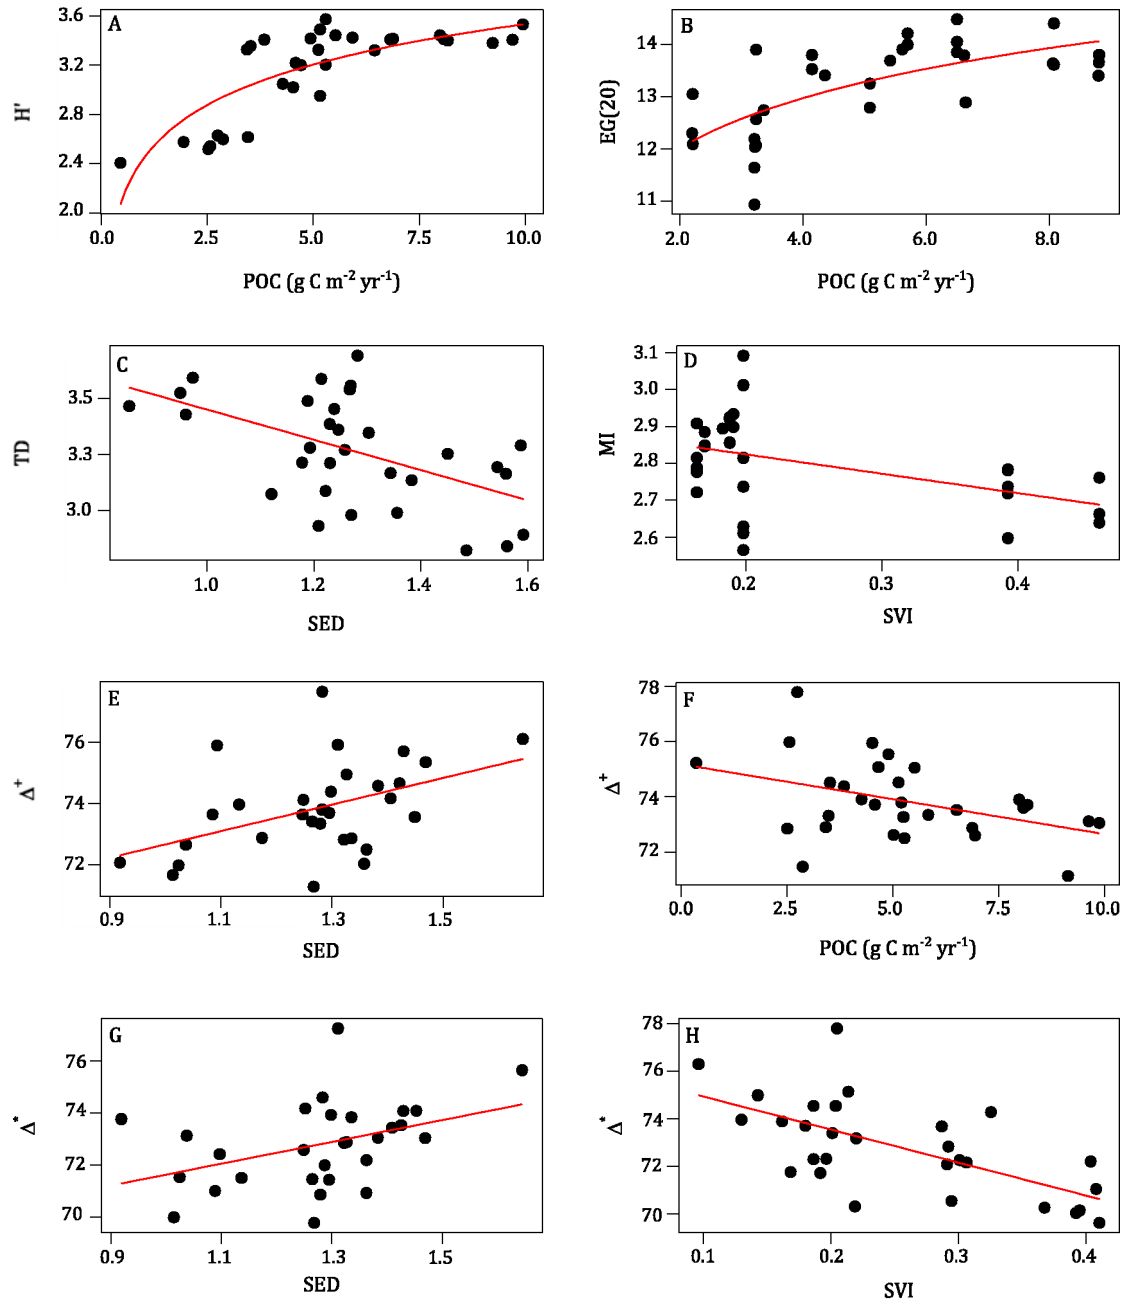 A
H'
3.6
3.2
2.8
2.4
2.0
0.0 2.5 5.0 7.5 10.0
POC (g C m-2 yr-1)
B
EG(20)
14
13
12
11
2.0 4.0 6.0 8.0
POC (g C m-2 yr-1)
C
TD
3.5
3.3
3.0
1.0 1.2 1.4 1.6
SED
D
MI
3.1
3.0
2.9
2.8
2.7
2.6
0.2 0.3 0.4
SVI
E
Δ+
76
74
72
0.9 1.1 1.3 1.5
SED
F
Δ+
78
76
74
72
0.0 2.5 5.0 7.5 10.0
POC (g C m-2 yr-1)
G
Δ*
76
74
72
70
0.9 1.1 1.3 1.5
SED
H
Δ*
78
76
74
72
70
0.1 0.2 0.3 0.4
SVI